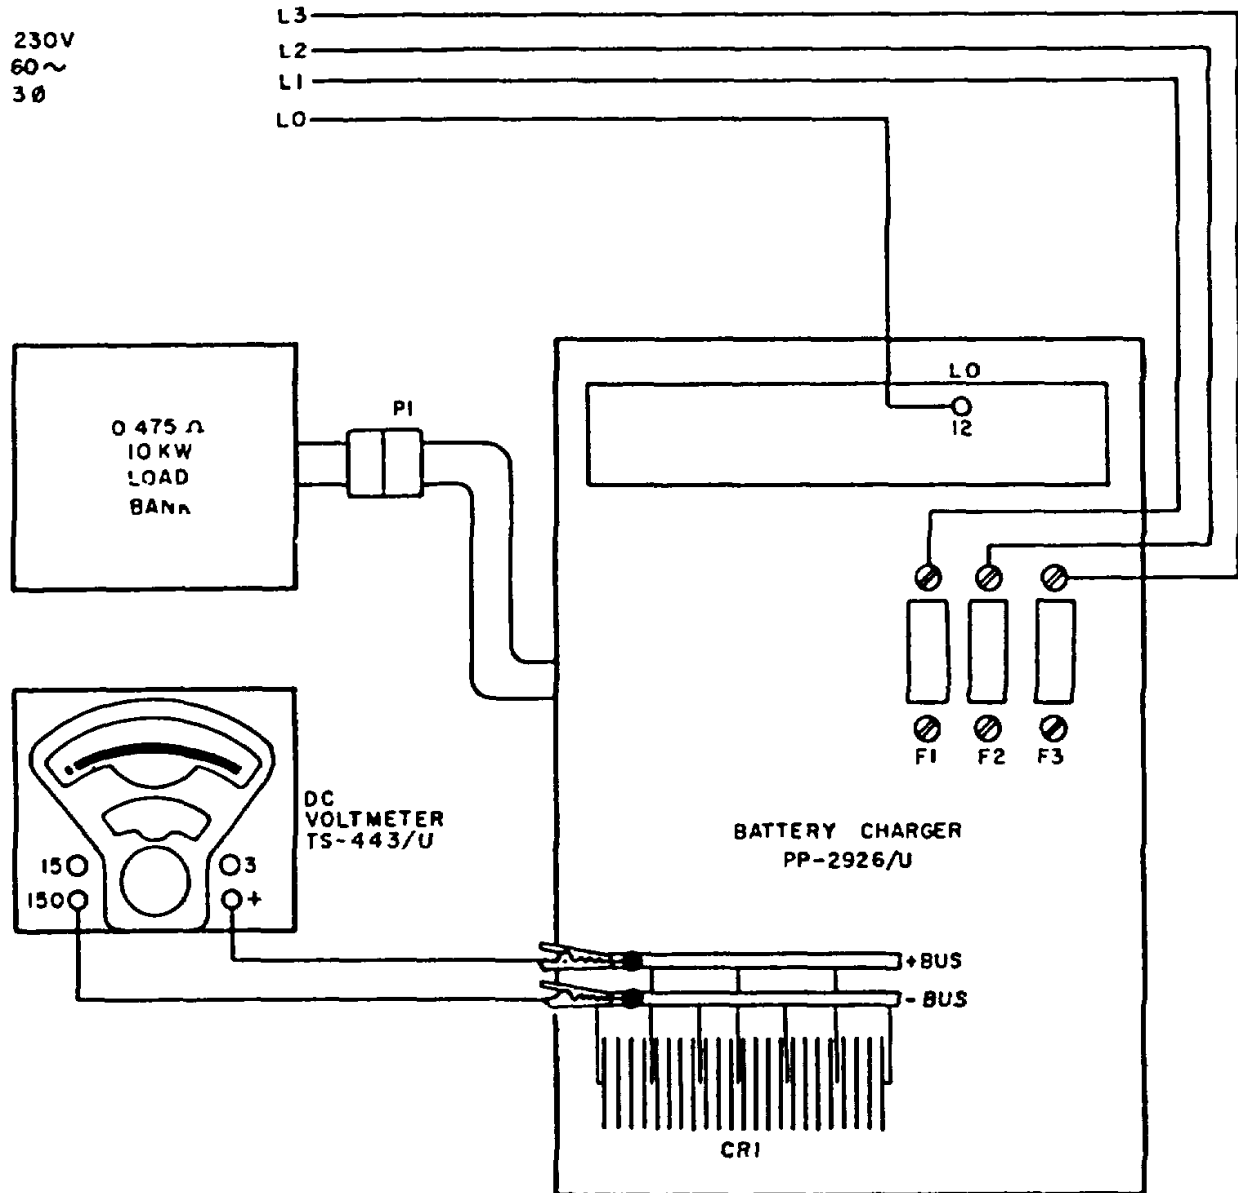 230V
60~
3Ø
L3
L2
L1
L0
0.475 Ω
10 KW
LOAD
BANK
P1
L0
12
F1
F2
F3
DC
VOLTMETER
TS-443/U
15
3
150
+
BATTERY CHARGER
PP-2926/U
+BUS
-BUS
CR1